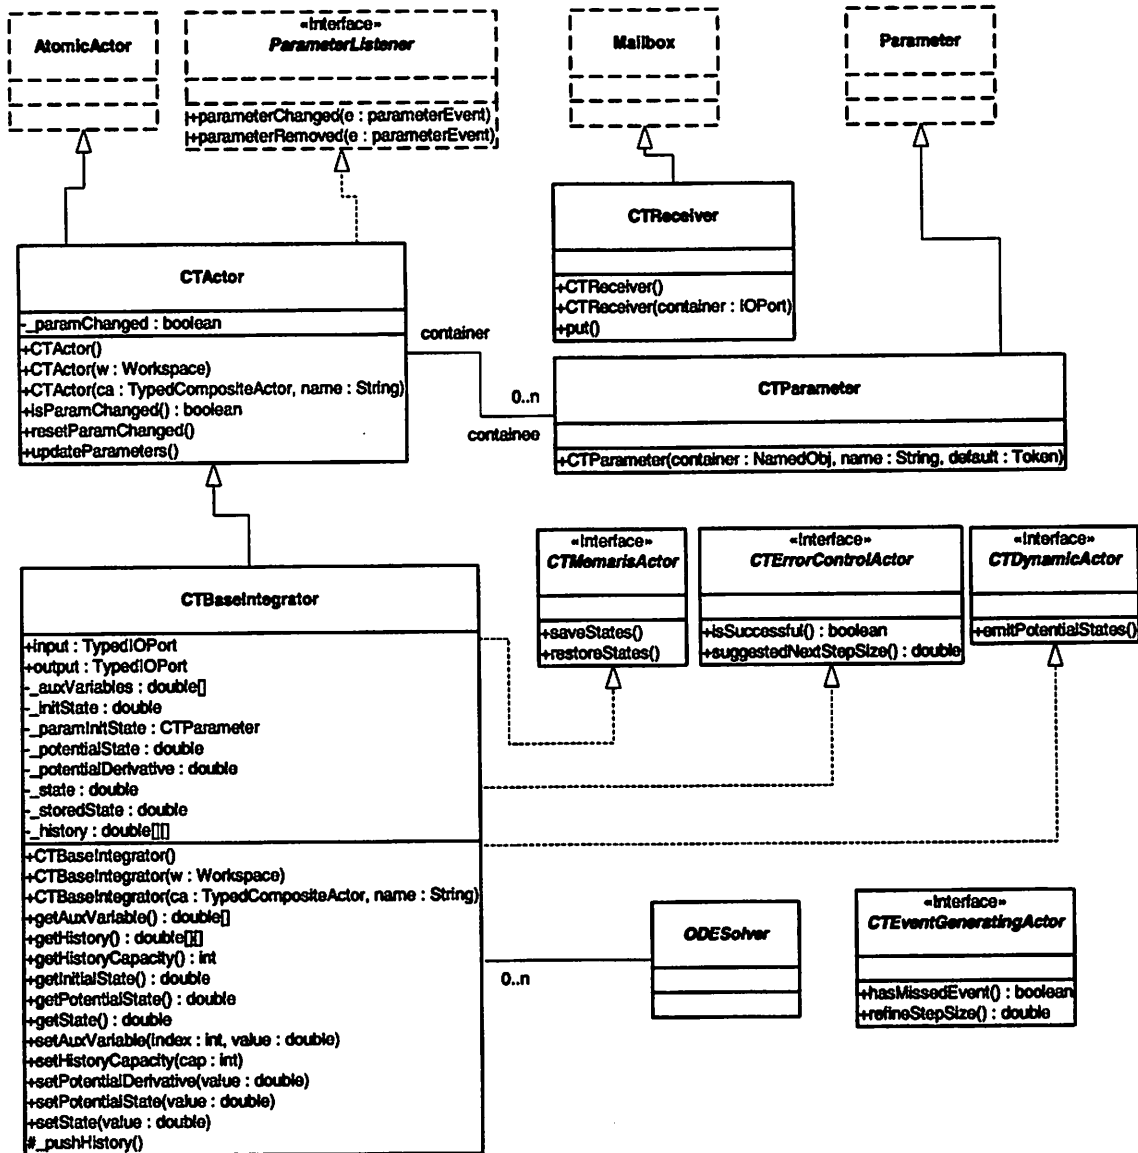 AtomicActor
«Interface»
ParameterListener
+parameterChanged(e : parameterEvent)
+parameterRemoved(e : parameterEvent)
Mailbox
Parameter
CTReceiver
+CTReceiver()
+CTReceiver(container : IOPort)
+put()
CTActor
-_paramChanged : boolean
+CTActor()
+CTActor(w : Workspace)
+CTActor(ca : TypedCompositeActor, name : String)
+isParamChanged() : boolean
+resetParamChanged()
+updateParameters()
container
0..n
containee
CTParameter
+CTParameter(container : NamedObj, name : String, default : Token)
«Interface»
CTMemarisActor
+saveStates()
+restoreStates()
«Interface»
CTErrorControlActor
+isSuccessful() : boolean
+suggestedNextStepSize() : double
«Interface»
CTDynamicActor
+emitPotentialStates()
CTBaseIntegrator
+input : TypedIOPort
+output : TypedIOPort
-_auxVariables : double[]
-_initState : double
-_paramInitState : CTParameter
-_potentialState : double
-_potentialDerivative : double
-_state : double
-_storedState : double
-_history : double[][]
+CTBaseIntegrator()
+CTBaseIntegrator(w : Workspace)
+CTBaseIntegrator(ca : TypedCompositeActor, name : String)
+getAuxVariable() : double[]
+getHistory() : double[][]
+getHistoryCapacity() : int
+getInitialState() : double
+getPotentialState() : double
+getState() : double
+setAuxVariable(index : int, value : double)
+setHistoryCapacity(cap : int)
+setPotentialDerivative(value : double)
+setPotentialState(value : double)
+setState(value : double)
#_pushHistory()
0..n
ODESolver
«Interface»
CTEventGeneratingActor
+hasMissedEvent() : boolean
+refineStepSize() : double